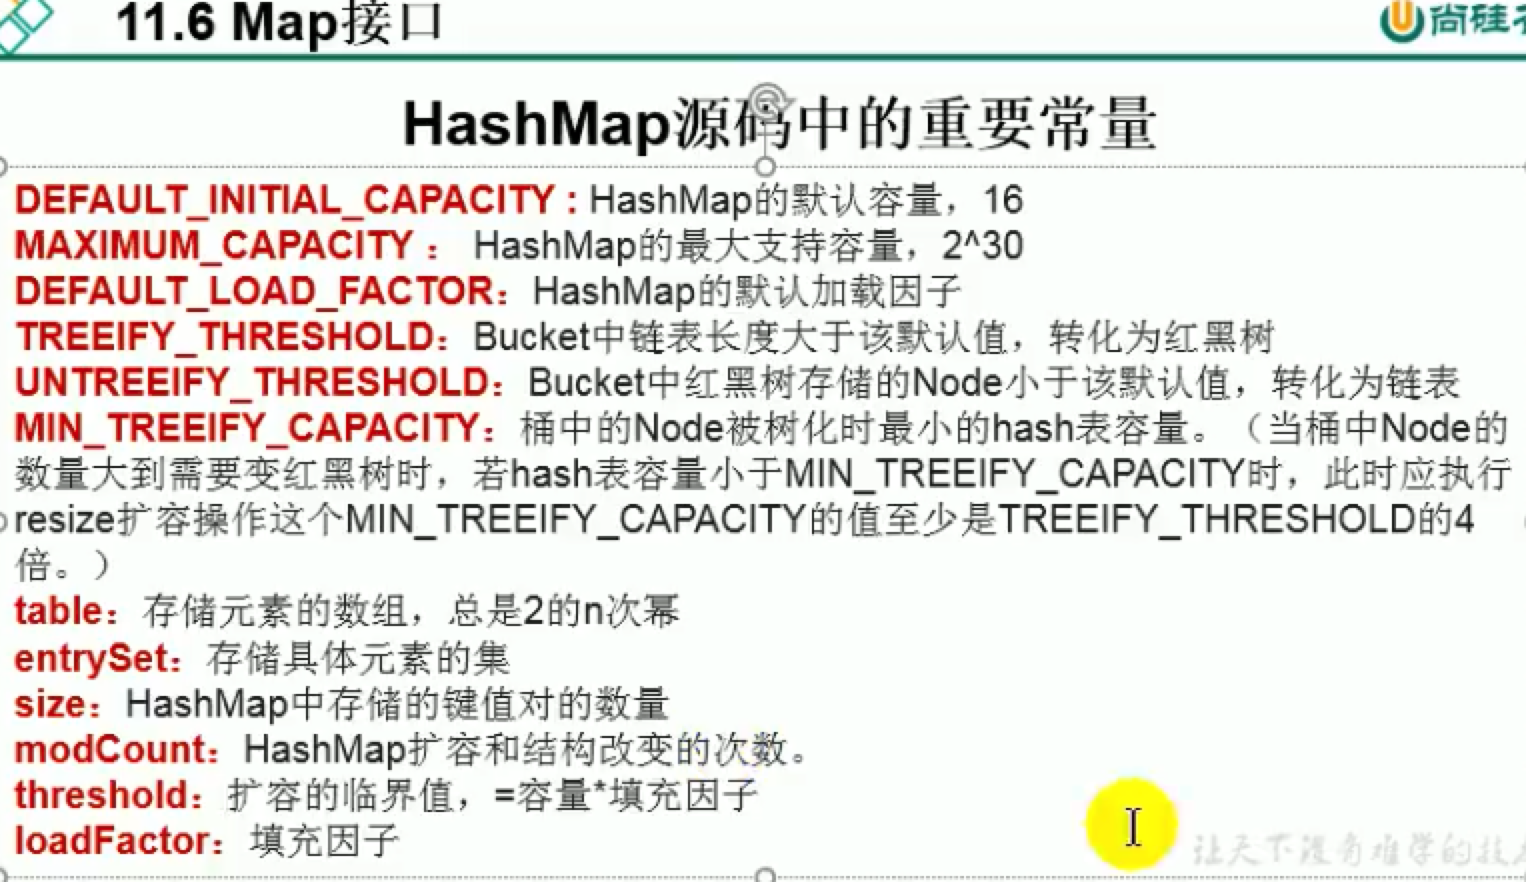 11.6 Map接口
尚硅
HashMap源码中的重要常量
DEFAULT_INITIAL_CAPACITY : HashMap的默认容量，16
MAXIMUM_CAPACITY ： HashMap的最大支持容量，2^30
DEFAULT_LOAD_FACTOR：HashMap的默认加载因子
TREEIFY_THRESHOLD：Bucket中链表长度大于该默认值，转化为红黑树
UNTREEIFY_THRESHOLD：Bucket中红黑树存储的Node小于该默认值，转化为链表
MIN_TREEIFY_CAPACITY：桶中的Node被树化时最小的hash表容量。（当桶中Node的
数量大到需要变红黑树时，若hash表容量小于MIN_TREEIFY_CAPACITY时，此时应执行
resize扩容操作这个MIN_TREEIFY_CAPACITY的值至少是TREEIFY_THRESHOLD的4
倍。）
table：存储元素的数组，总是2的n次幂
entrySet：存储具体元素的集
size：HashMap中存储的键值对的数量
modCount：HashMap扩容和结构改变的次数。
threshold：扩容的临界值，=容量*填充因子
loadFactor：填充因子
让天下没有难学的技